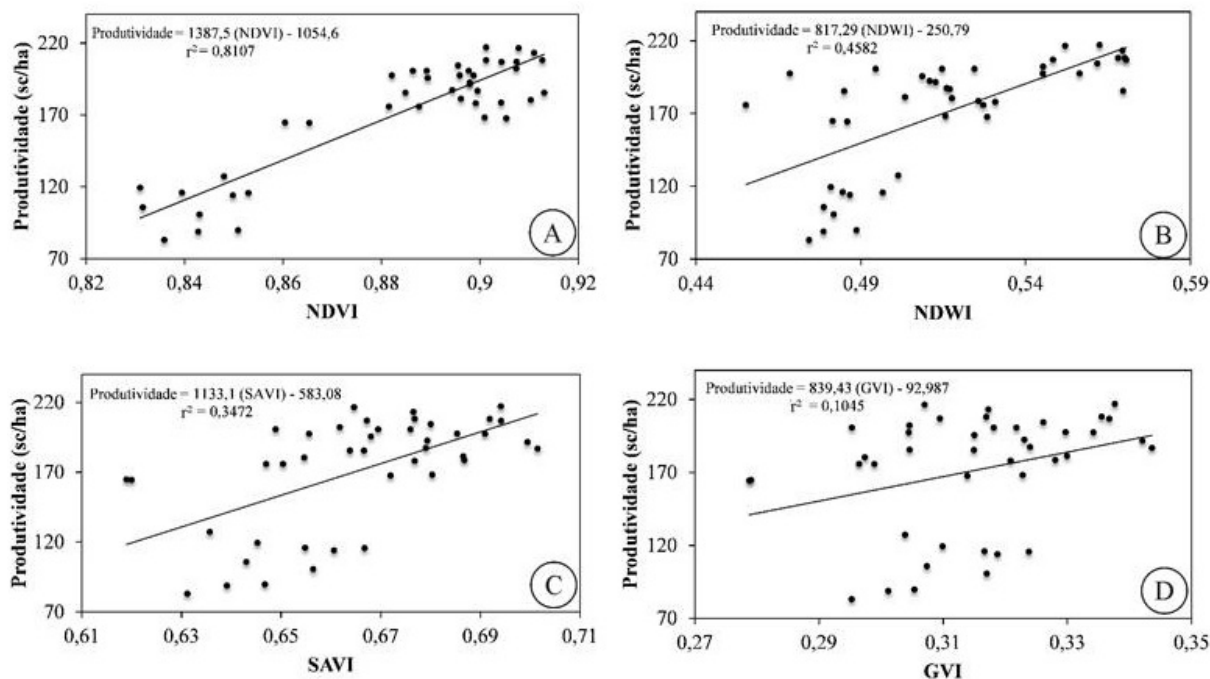 Produtividade = 1387,5 (NDVI) - 1054,6
r² = 0,8107
Produtividade (sc/ha)
220
170
120
70
0,82
0,84
0,86
0,88
0,9
0,92
NDVI
A
Produtividade = 817,29 (NDWI) - 250,79
r² = 0,4582
Produtividade (sc/ha)
220
170
120
70
0,44
0,49
0,54
0,59
NDWI
B
Produtividade = 1133,1 (SAVI) - 583,08
r² = 0,3472
Produtividade (sc/ha)
220
170
120
70
0,61
0,63
0,65
0,67
0,69
0,71
SAVI
C
Produtividade = 839,43 (GVI) - 92,987
r² = 0,1045
Produtividade (sc/ha)
220
170
120
70
0,27
0,29
0,31
0,33
0,35
GVI
D